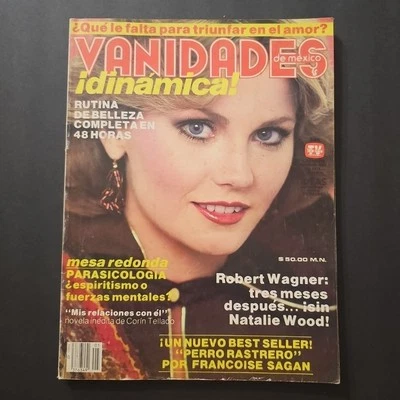 ¿Qué le falta para triunfar en el amor?
VANIDADES
de méxico
¡dinámica!
RUTINA
DE BELLEZA
COMPLETA EN
48 HORAS
TV
$ 50.00 M.N.
mesa redonda
PARASICOLOGIA
¿espiritismo o
fuerzas mentales?
"Mis relaciones con él"
novela inédita de Corín Tellado
Robert Wagner:
tres meses
después... ¡sin
Natalie Wood!
¡UN NUEVO BEST SELLER!
"PERRO RASTRERO"
POR FRANCOISE SAGAN